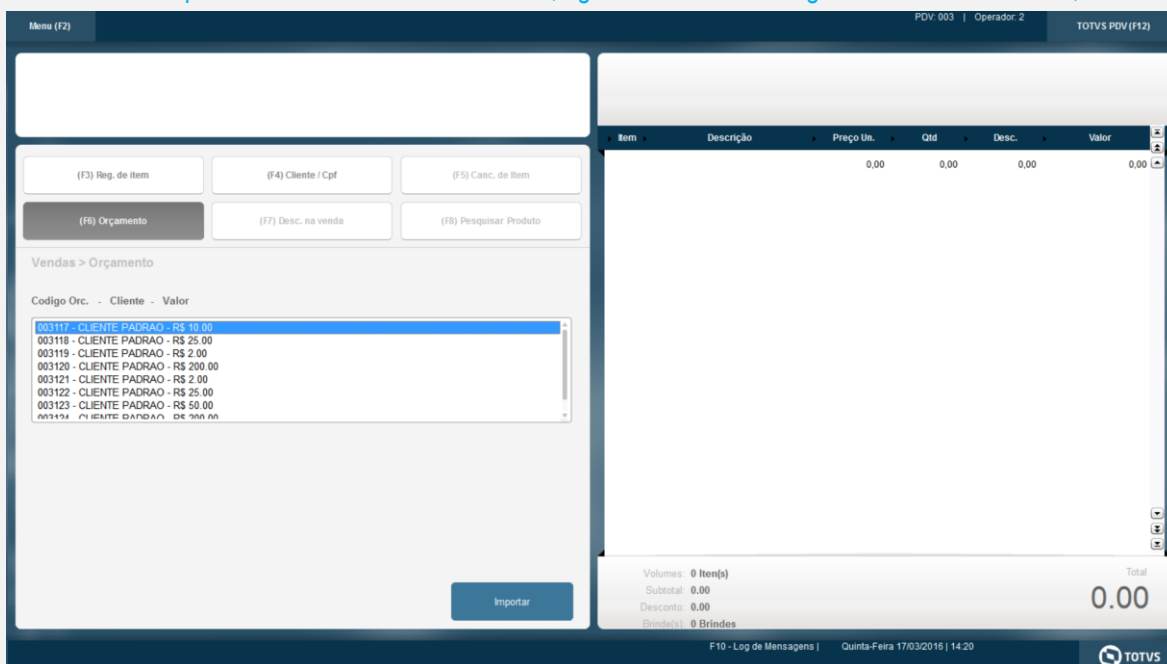 Menu (F2)
PDV: 003 | Operador: 2
TOTVS PDV (F12)
Item Descrição Preço Un. Qtd Desc. Valor
0,00 0,00 0,00 0,00
(F3) Reg. de item (F4) Cliente / Cpf (F5) Canc. de Item
(F6) Orçamento (F7) Desc. na venda (F8) Pesquisar Produto
Vendas > Orçamento
Codigo Orc. - Cliente - Valor
003117 - CLIENTE PADRAO - R$ 10.00
003118 - CLIENTE PADRAO - R$ 25.00
003119 - CLIENTE PADRAO - R$ 2.00
003120 - CLIENTE PADRAO - R$ 200.00
003121 - CLIENTE PADRAO - R$ 2.00
003122 - CLIENTE PADRAO - R$ 25.00
003123 - CLIENTE PADRAO - R$ 50.00
003124 - CLIENTE PADRAO - R$ 200.00
Importar
Volumes: 0 Iten(s)
Subtotal: 0.00
Desconto: 0.00
Brinde(s): 0 Brindes
Total
0.00
F10 - Log de Mensagens | Quinta-Feira 17/03/2016 | 14:20
TOTVS